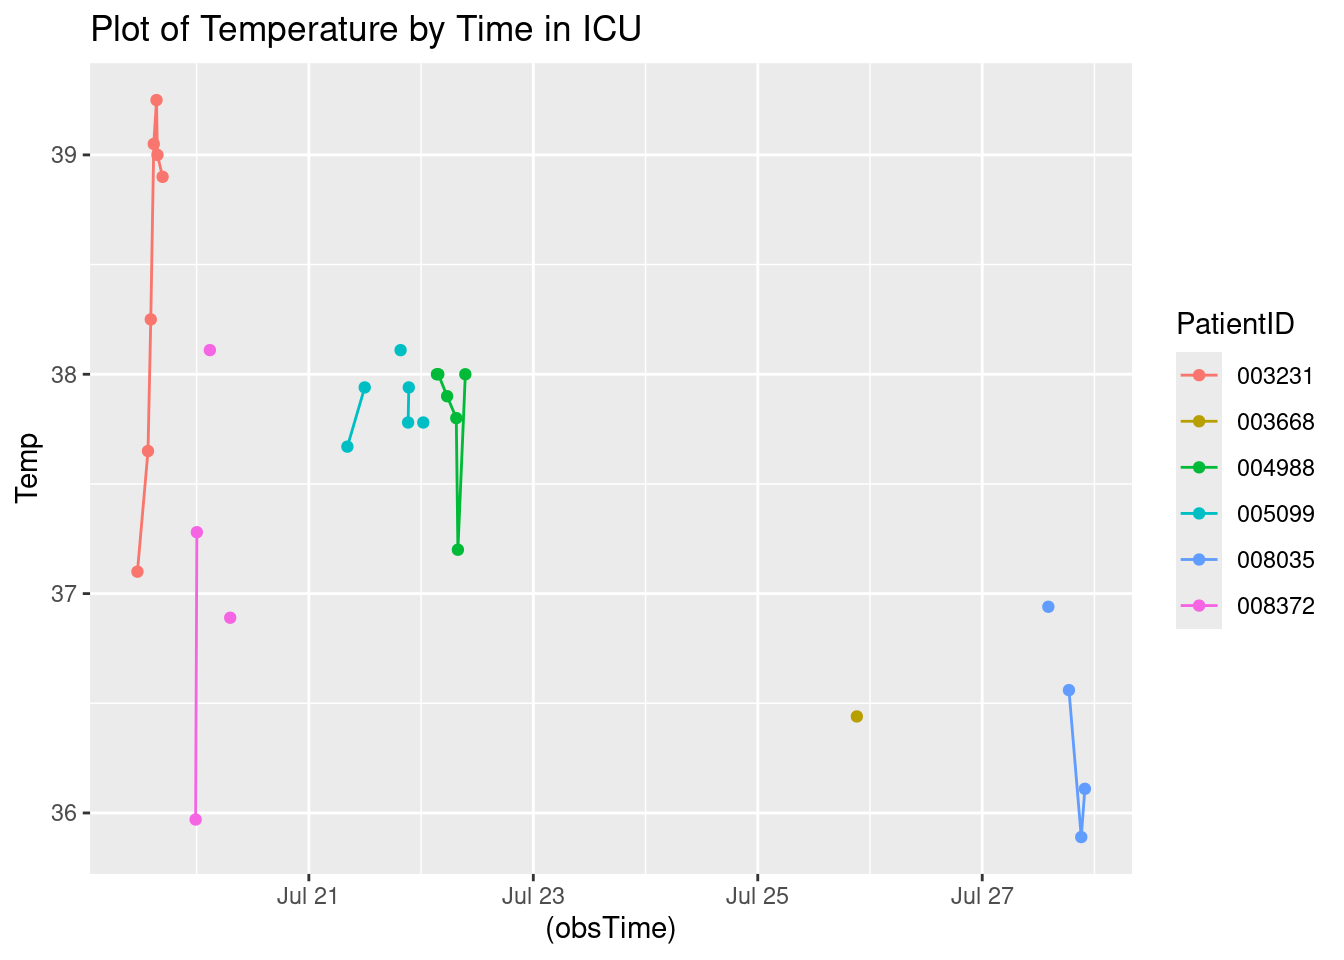 Plot of Temperature by Time in ICU
39
38
37
36
Temp
Jul 21
Jul 23
Jul 25
Jul 27
(obsTime)
PatientID
003231
003668
004988
005099
008035
008372